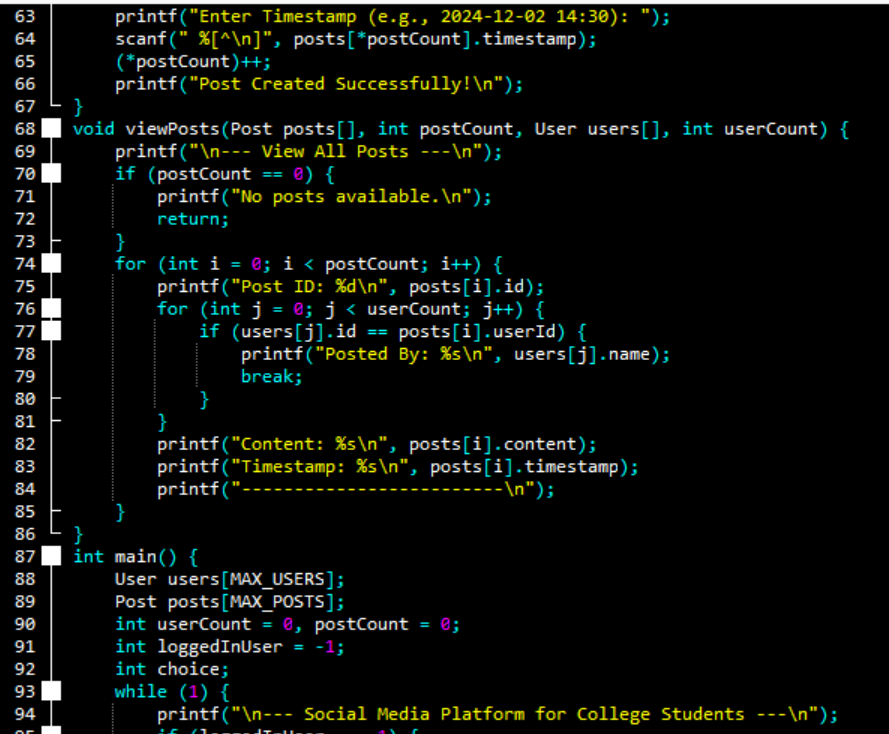 63 printf("Enter Timestamp (e.g., 2024-12-02 14:30): ");
64 scanf(" %[^\n]", posts[*postCount].timestamp);
65 (*postCount)++;
66 printf("Post Created Successfully!\n");
67 }
68 void viewPosts(Post posts[], int postCount, User users[], int userCount) {
69 printf("\n--- View All Posts ---\n");
70 if (postCount == 0) {
71 printf("No posts available.\n");
72 return;
73 }
74 for (int i = 0; i < postCount; i++) {
75 printf("Post ID: %d\n", posts[i].id);
76 for (int j = 0; j < userCount; j++) {
77 if (users[j].id == posts[i].userId) {
78 printf("Posted By: %s\n", users[j].name);
79 break;
80 }
81 }
82 printf("Content: %s\n", posts[i].content);
83 printf("Timestamp: %s\n", posts[i].timestamp);
84 printf("-------------------------\n");
85 }
86 }
87 int main() {
88 User users[MAX_USERS];
89 Post posts[MAX_POSTS];
90 int userCount = 0, postCount = 0;
91 int loggedInUser = -1;
92 int choice;
93 while (1) {
94 printf("\n--- Social Media Platform for College Students ---\n");